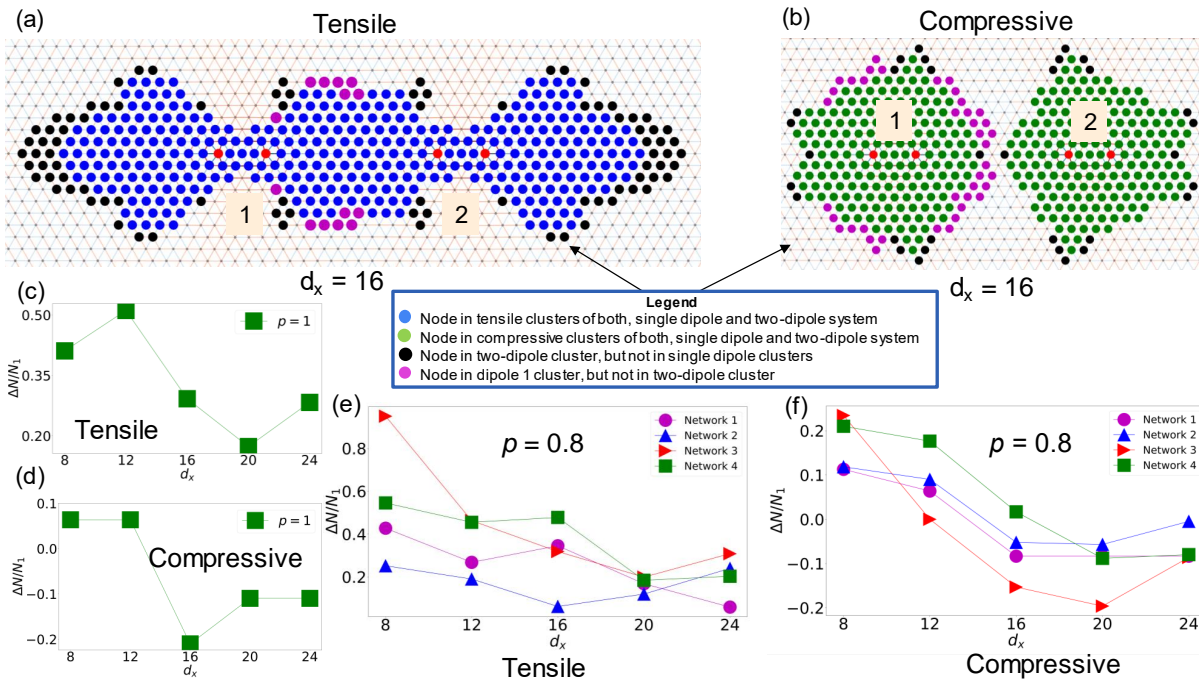 (a)
Tensile
1
2
d_x = 16
(b)
Compressive
1
2
d_x = 16
Legend
Node in tensile clusters of both, single dipole and two-dipole system
Node in compressive clusters of both, single dipole and two-dipole system
Node in two-dipole cluster, but not in single dipole clusters
Node in dipole 1 cluster, but not in two-dipole cluster
(c)
0.50
0.35
0.20
ΔN/N₁
p = 1
Tensile
8 12 16 20 24
d_x
(d)
0.1
0.0
−0.1
−0.2
ΔN/N₁
p = 1
Compressive
8 12 16 20 24
d_x
(e)
1
0.8
0.6
0.4
0.2
ΔN/N₁
p = 0.8
Network 1
Network 2
Network 3
Network 4
8 12 16 20 24
d_x
Tensile
(f)
0.2
0.1
0.0
−0.1
−0.2
ΔN/N₁
p = 0.8
Network 1
Network 2
Network 3
Network 4
8 12 16 20 24
d_x
Compressive